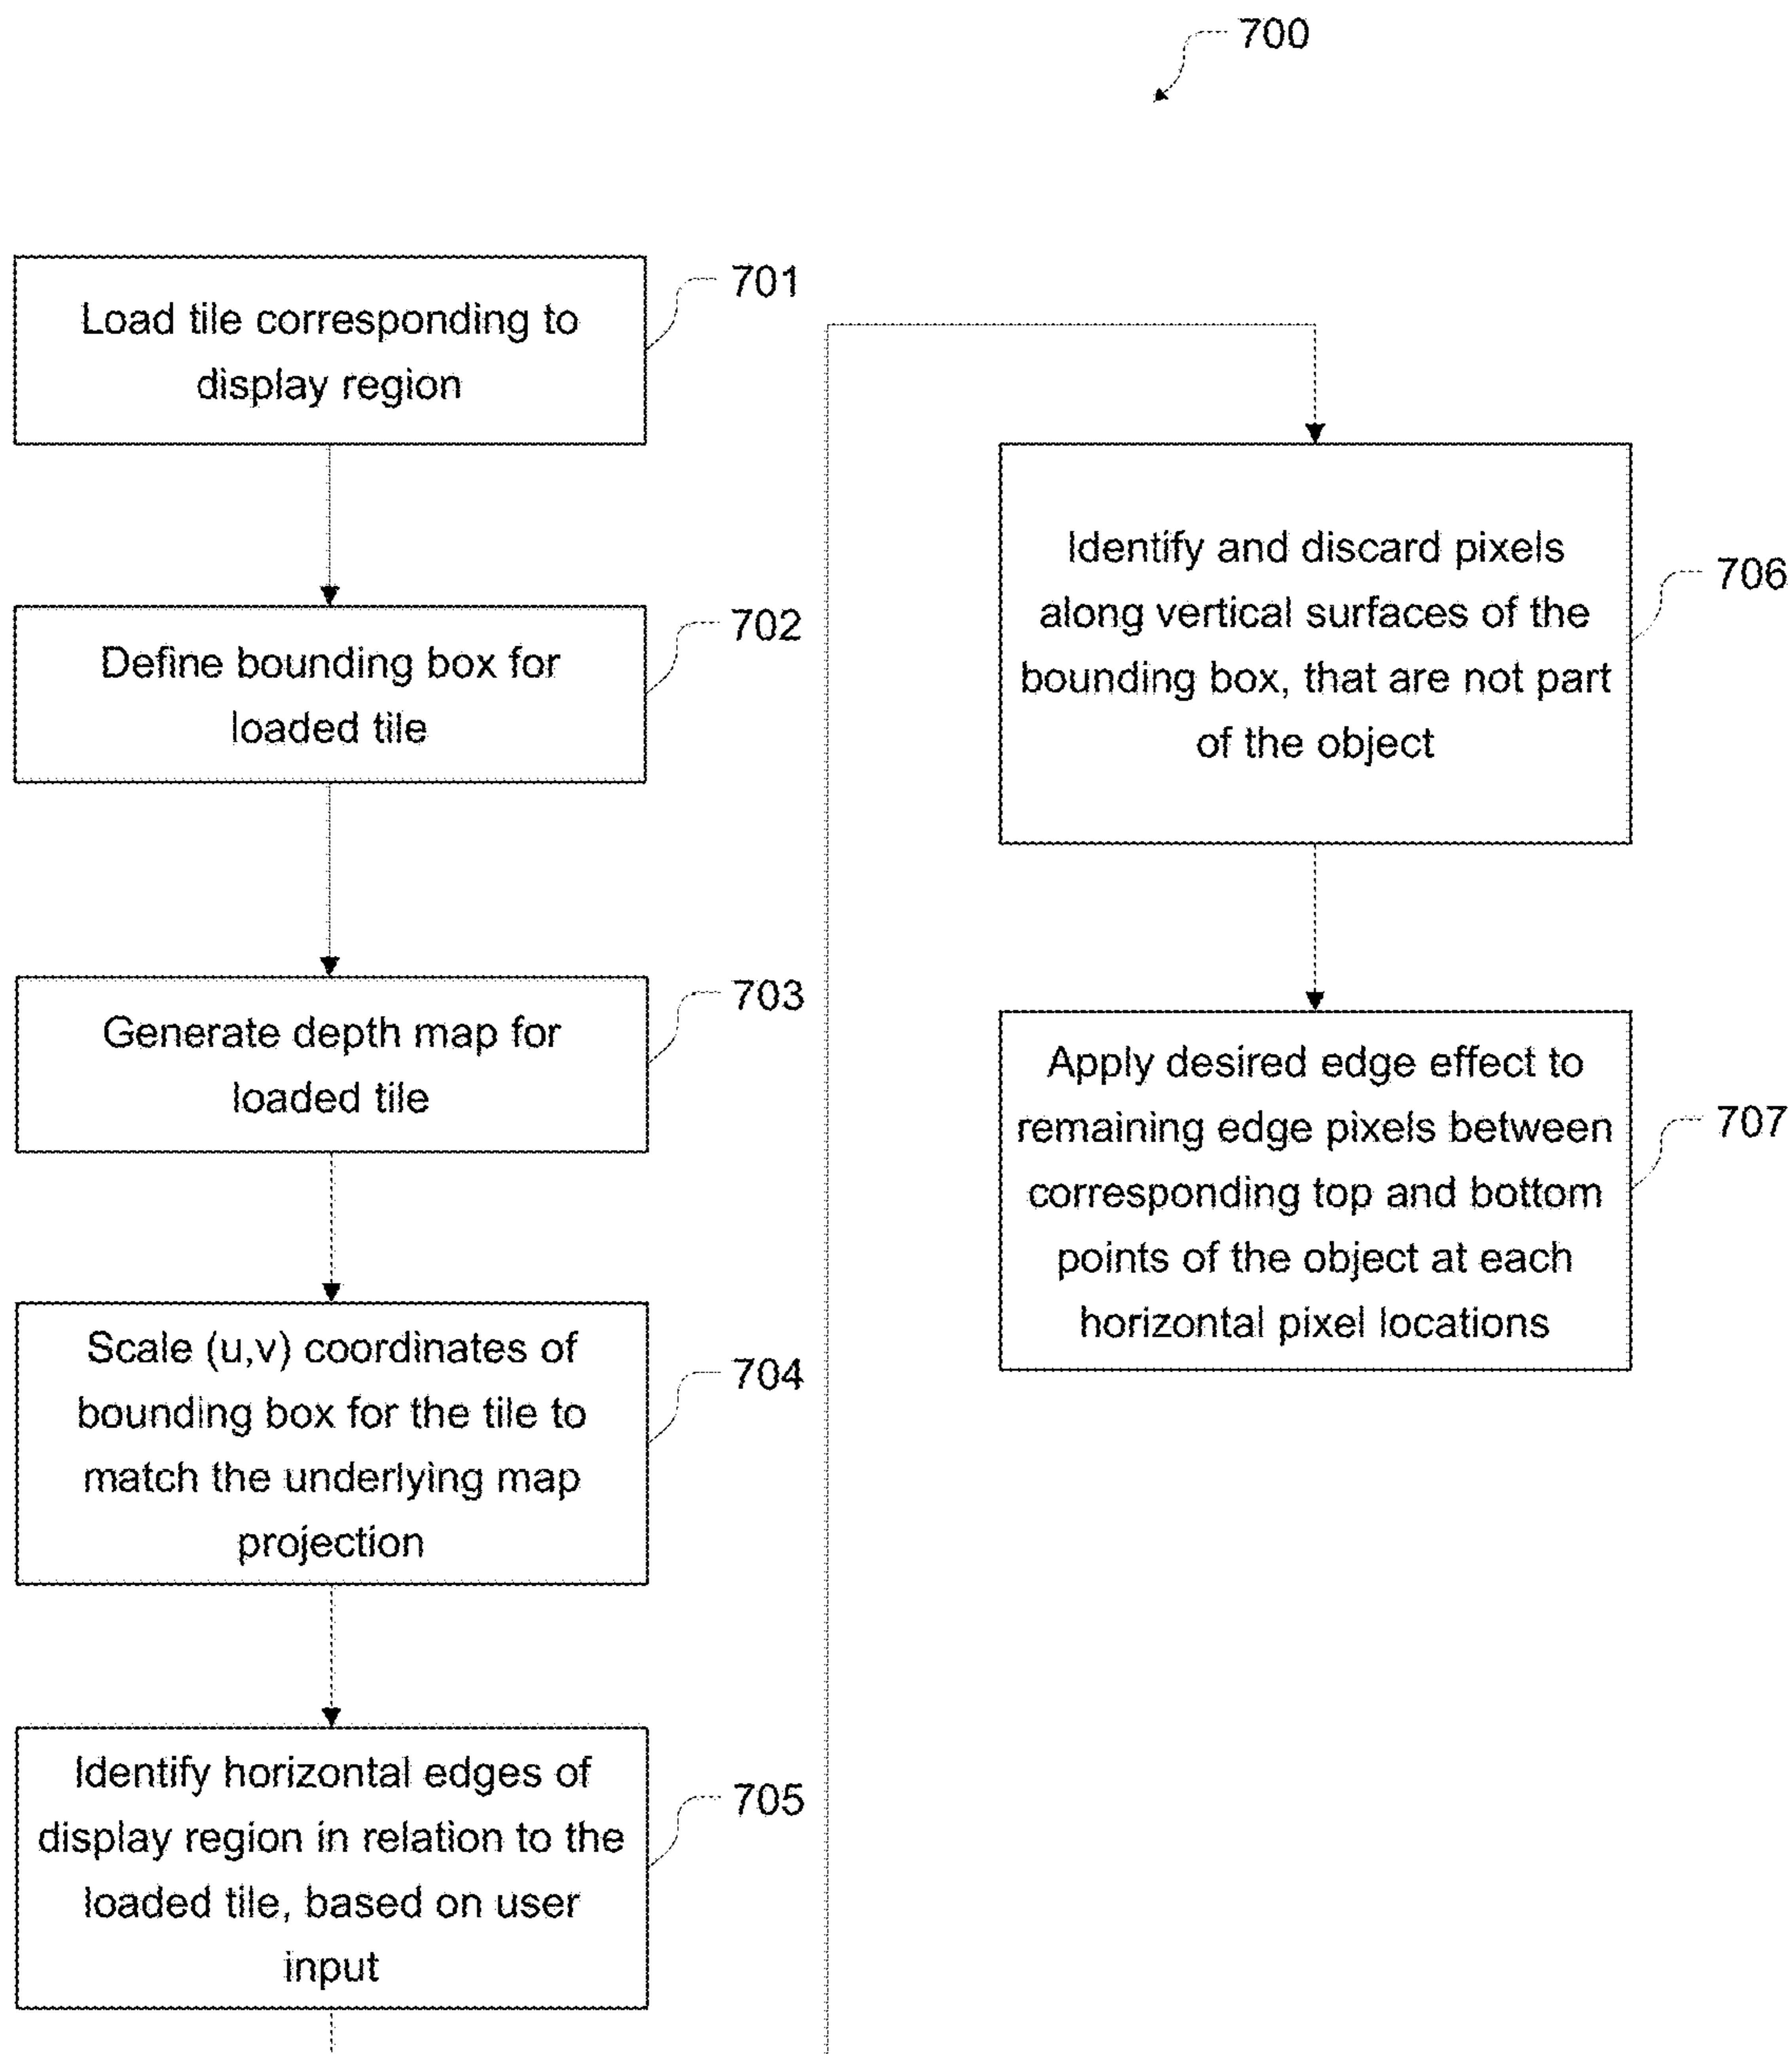 700
Load tile corresponding to
display region
701
Define bounding box for
loaded tile
702
Generate depth map for
loaded tile
703
Scale (u,v) coordinates of
bounding box for the tile to
match the underlying map
projection
704
Identify horizontal edges of
display region in relation to the
loaded tile, based on user
input
705
Identify and discard pixels
along vertical surfaces of the
bounding box, that are not part
of the object
706
Apply desired edge effect to
remaining edge pixels between
corresponding top and bottom
points of the object at each
horizontal pixel locations
707